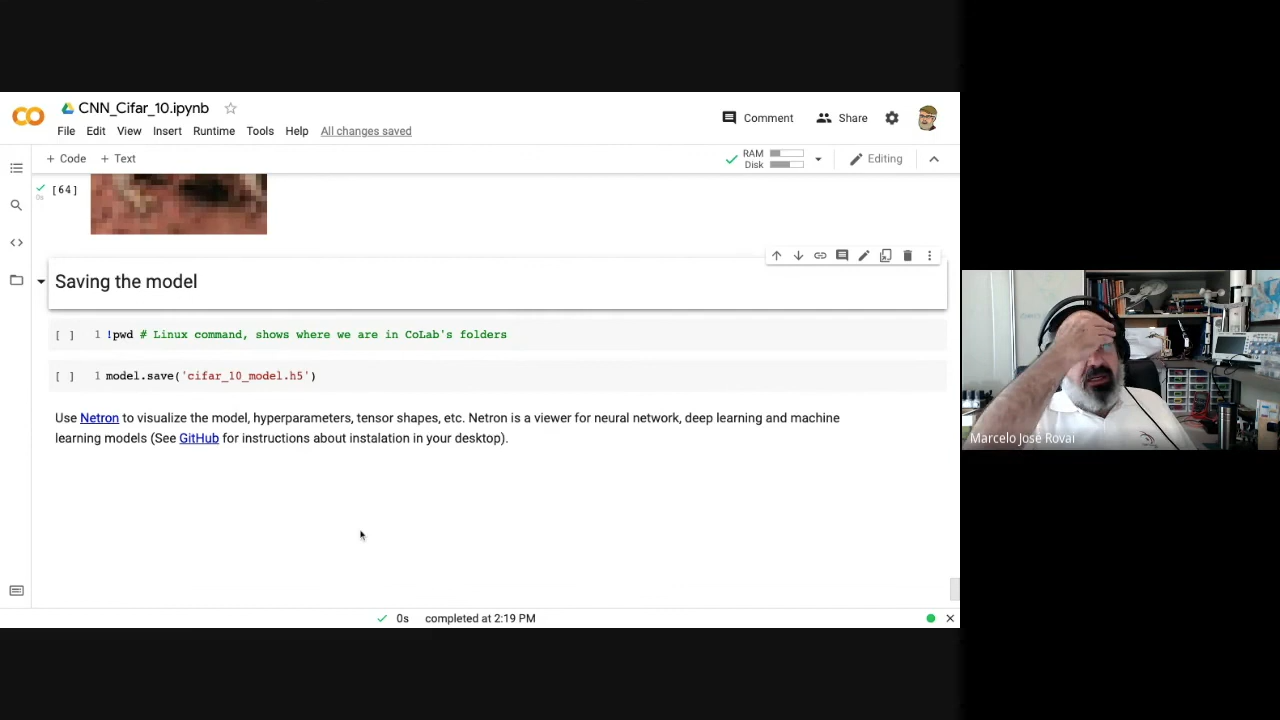 CNN_Cifar_10.ipynb
File Edit View Insert Runtime Tools Help All changes saved
Comment Share
+ Code + Text
RAM
Disk
Editing
[64]
0s
Saving the model
[ ] 1 !pwd # Linux command, shows where we are in CoLab's folders
[ ] 1 model.save('cifar_10_model.h5')
Use Netron to visualize the model, hyperparameters, tensor shapes, etc. Netron is a viewer for neural network, deep learning and machine
learning models (See GitHub for instructions about instalation in your desktop).
0s completed at 2:19 PM
Marcelo José Rovai